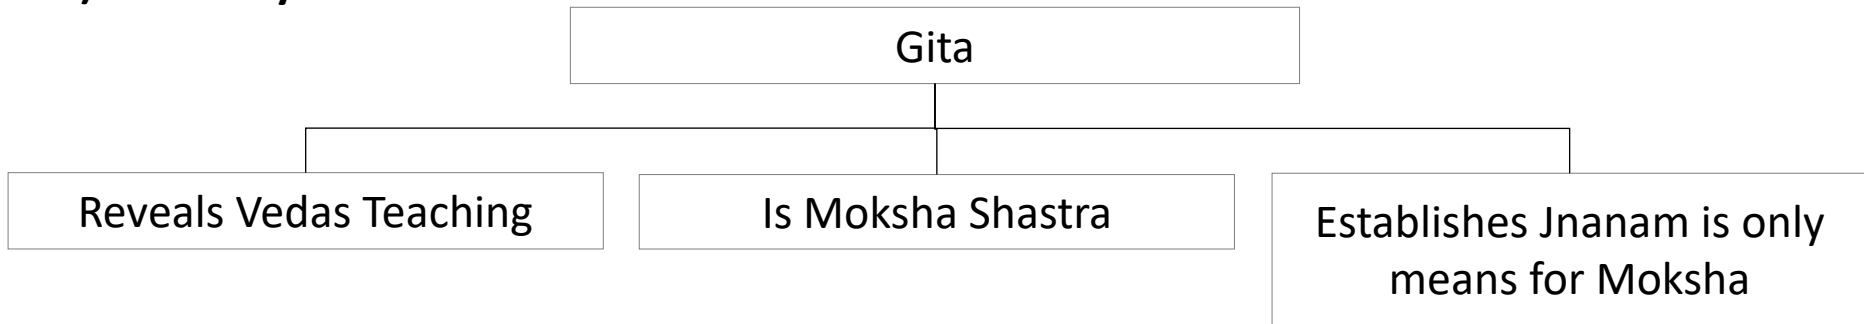 Gita
Reveals Vedas Teaching
Is Moksha Shastra
Establishes Jnanam is only
means for Moksha